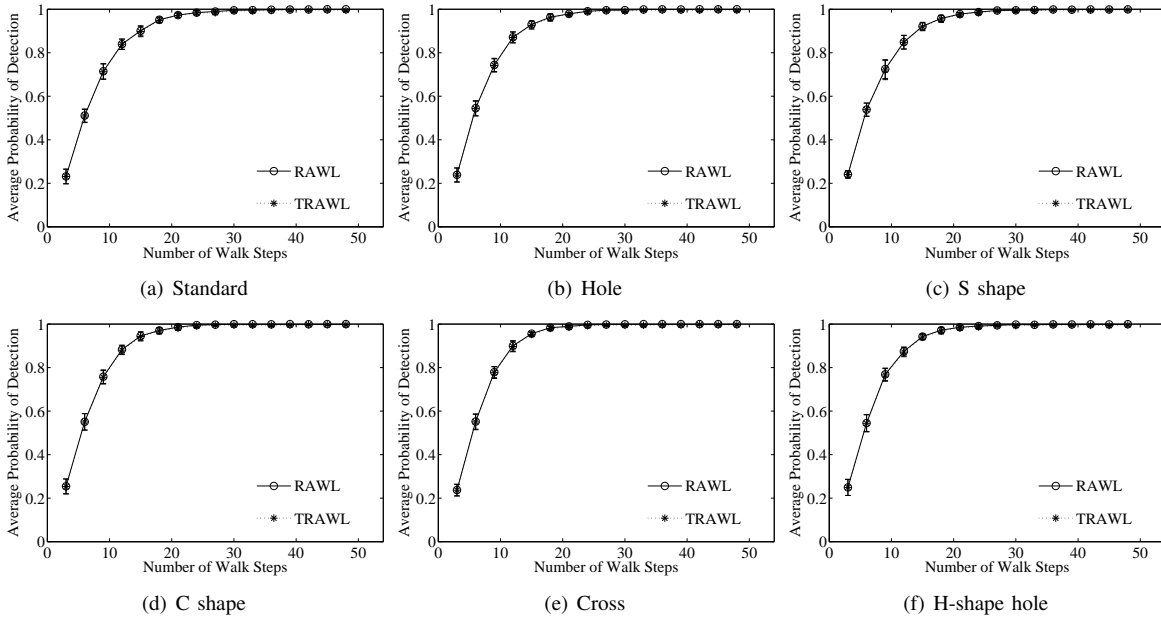 1
0.8
0.6
0.4
0.2
0
Average Probability of Detection
RAWL
TRAWL
0 10 20 30 40 50
Number of Walk Steps
(a) Standard
1
0.8
0.6
0.4
0.2
0
Average Probability of Detection
RAWL
TRAWL
0 10 20 30 40 50
Number of Walk Steps
(b) Hole
1
0.8
0.6
0.4
0.2
0
Average Probability of Detection
RAWL
TRAWL
0 10 20 30 40 50
Number of Walk Steps
(c) S shape
1
0.8
0.6
0.4
0.2
0
Average Probability of Detection
RAWL
TRAWL
0 10 20 30 40 50
Number of Walk Steps
(d) C shape
1
0.8
0.6
0.4
0.2
0
Average Probability of Detection
RAWL
TRAWL
0 10 20 30 40 50
Number of Walk Steps
(e) Cross
1
0.8
0.6
0.4
0.2
0
Average Probability of Detection
RAWL
TRAWL
0 10 20 30 40 50
Number of Walk Steps
(f) H-shape hole